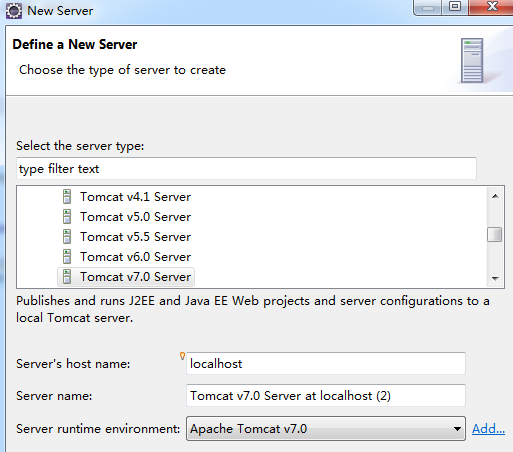 New Server
Define a New Server
Choose the type of server to create
Select the server type:
type filter text
Tomcat v4.1 Server
Tomcat v5.0 Server
Tomcat v5.5 Server
Tomcat v6.0 Server
Tomcat v7.0 Server
Publishes and runs J2EE and Java EE Web projects and server configurations to a
local Tomcat server.
Server's host name: localhost
Server name: Tomcat v7.0 Server at localhost (2)
Server runtime environment: Apache Tomcat v7.0 Add...